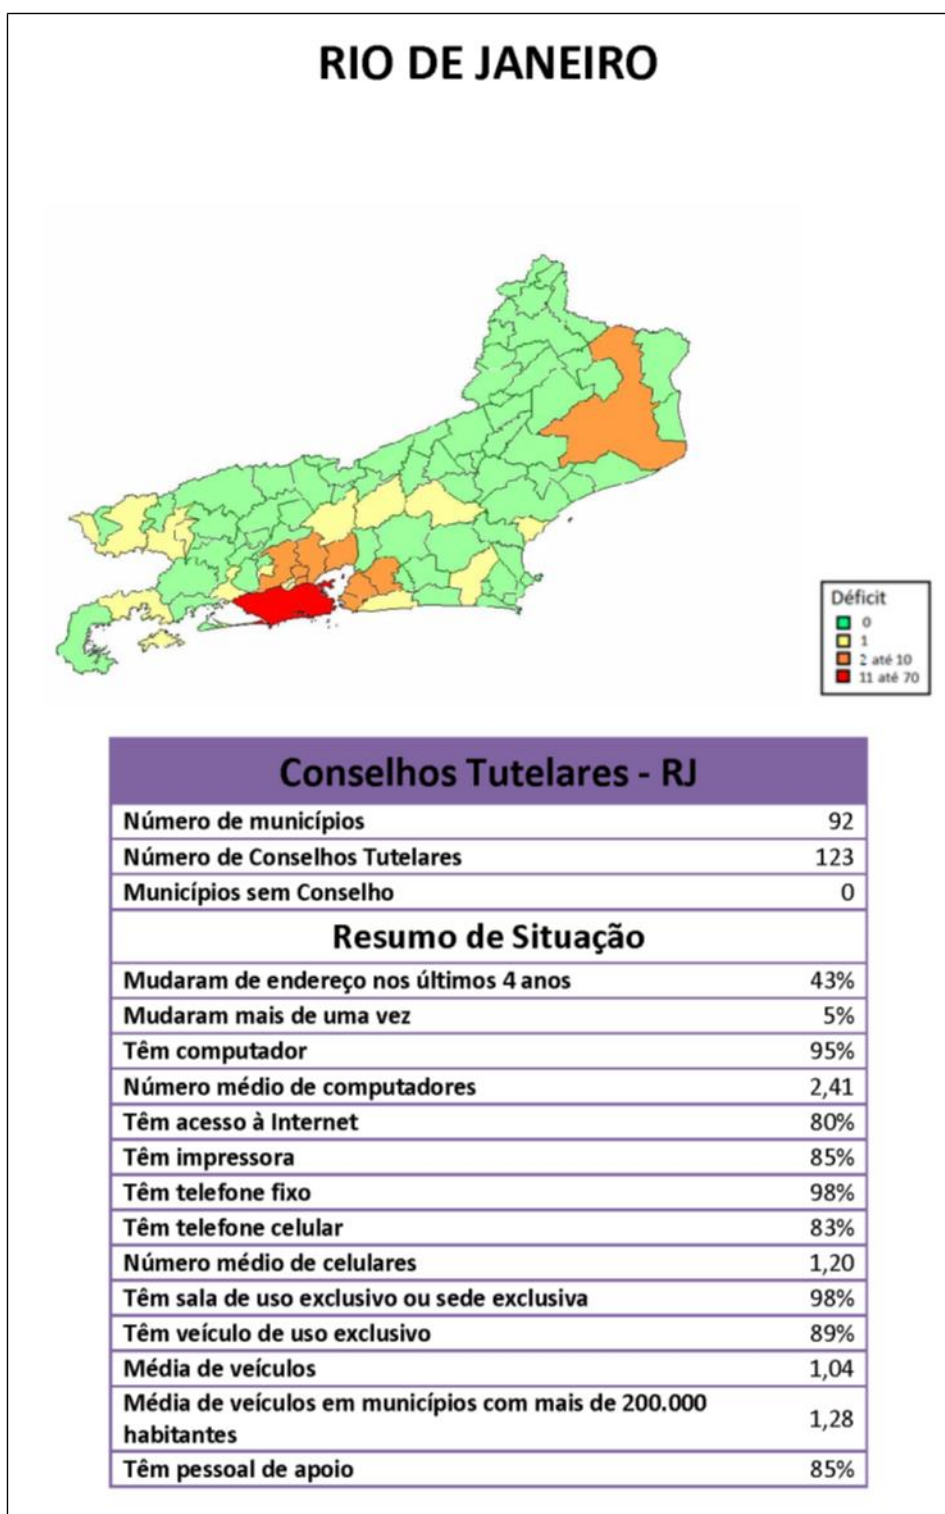 RIO DE JANEIRO
Déficit
0
1
2 até 10
11 até 70
Conselhos Tutelares - RJ
Número de municípios 92
Número de Conselhos Tutelares 123
Municípios sem Conselho 0
Resumo de Situação
Mudaram de endereço nos últimos 4 anos 43%
Mudaram mais de uma vez 5%
Têm computador 95%
Número médio de computadores 2,41
Têm acesso à Internet 80%
Têm impressora 85%
Têm telefone fixo 98%
Têm telefone celular 83%
Número médio de celulares 1,20
Têm sala de uso exclusivo ou sede exclusiva 98%
Têm veículo de uso exclusivo 89%
Média de veículos 1,04
Média de veículos em municípios com mais de 200.000
habitantes 1,28
Têm pessoal de apoio 85%